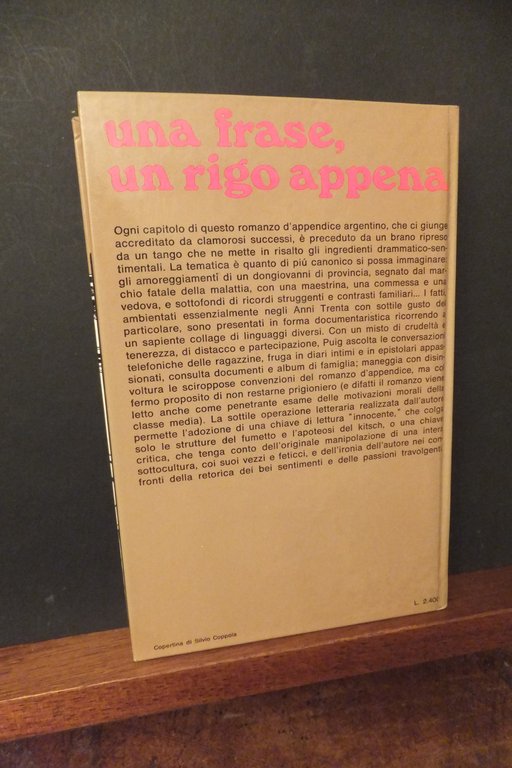 una frase,
un rigo appena
Ogni capitolo di questo romanzo d'appendice argentino, che ci giunge
accreditato da clamorosi successi, è preceduto da un brano ripreso
da un tango che ne mette in risalto gli ingredienti drammatico-sen-
timentali. La tematica è quanto di piú canonico si possa immaginare:
gli amoreggiamenti di un dongiovanni di provincia, segnato dal mar-
chio fatale della malattia, con una maestrina, una commessa e una
vedova, e sottofondi di ricordi struggenti e contrasti familiari... I fatti,
ambientati essenzialmente negli Anni Trenta con sottile gusto del
particolare, sono presentati in forma documentaristica ricorrendo a
un sapiente collage di linguaggi diversi. Con un misto di crudeltà e
tenerezza, di distacco e partecipazione, Puig ascolta le conversazioni
telefoniche delle ragazzine, fruga in diari intimi e in epistolari appas-
sionati, consulta documenti e album di famiglia; maneggia con disin-
voltura le sciroppose convenzioni del romanzo d'appendice, ma col
fermo proposito di non restarne prigioniero (e difatti il romanzo viene
letto anche come penetrante esame delle motivazioni morali della
classe media). La sottile operazione letteraria realizzata dall'autore
permette l'adozione di una chiave di lettura "innocente," che colga
solo le strutture del fumetto e l'apoteosi del kitsch, o una chiave
critica, che tenga conto dell'originale manipolazione di una intera
sottocultura, coi suoi vezzi e feticci, e dell'ironia dell'autore nei con-
fronti della retorica dei bei sentimenti e delle passioni travolgenti.
Copertina di Silvio Coppola
L. 2.400